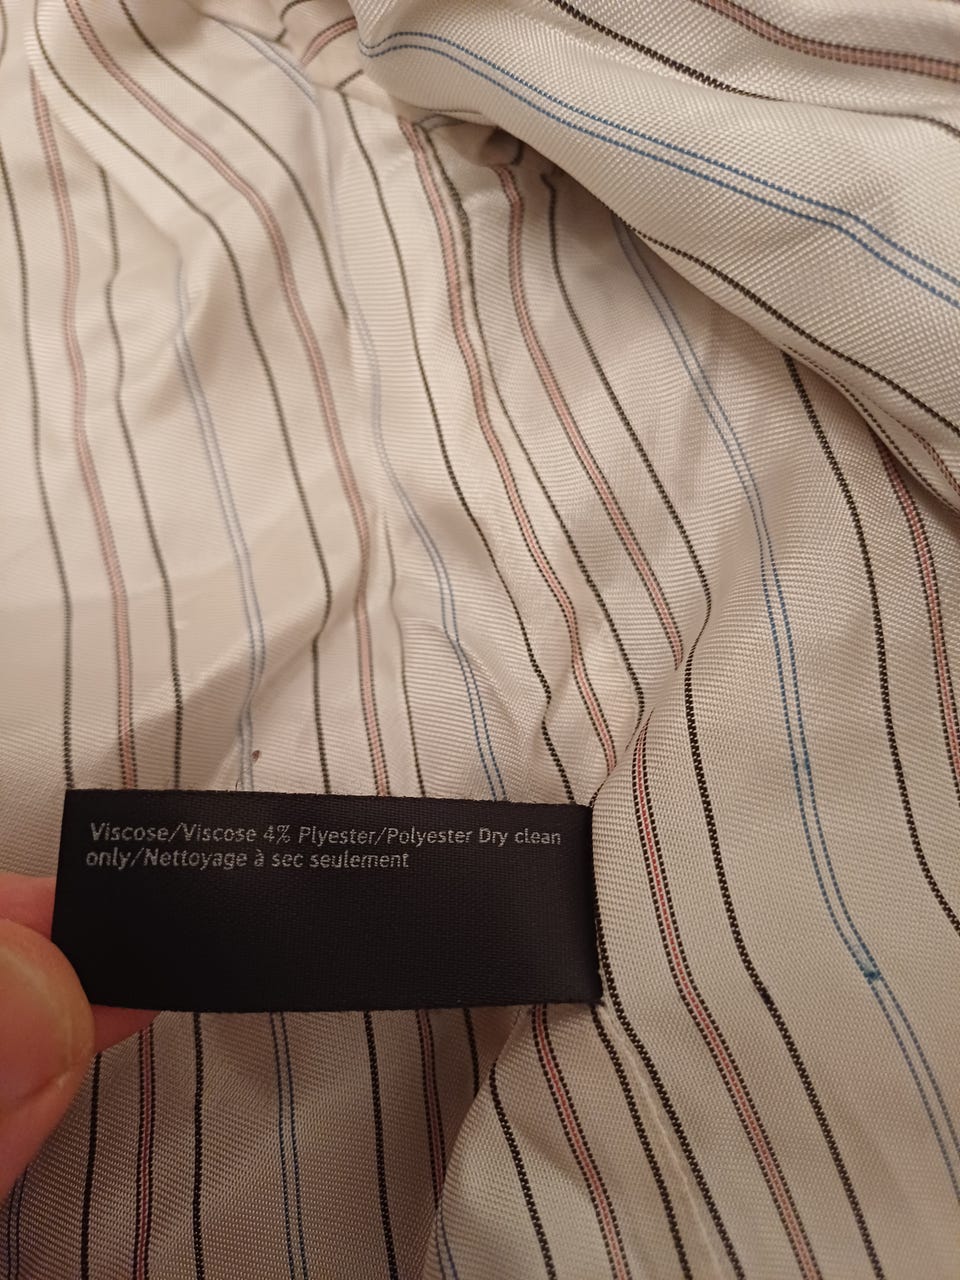 Viscose/Viscose 4% Plyester/Polyester Dry clean
only/Nettoyage à sec seulement